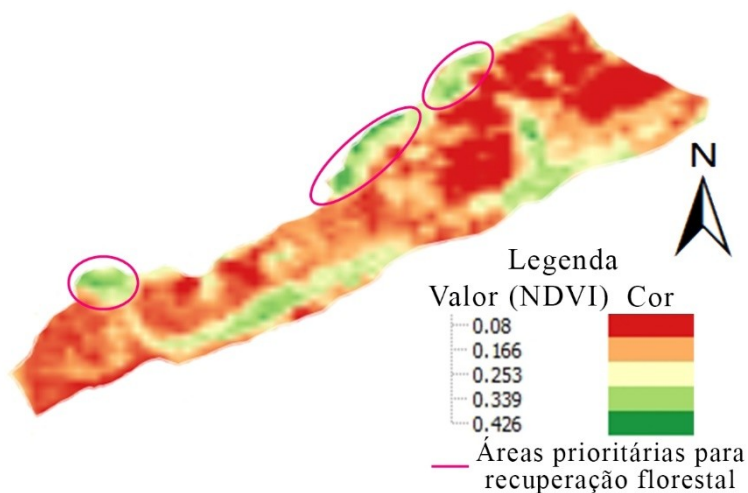 N
Legenda
Valor (NDVI) Cor
0.08
0.166
0.253
0.339
0.426
Áreas prioritárias para
recuperação florestal